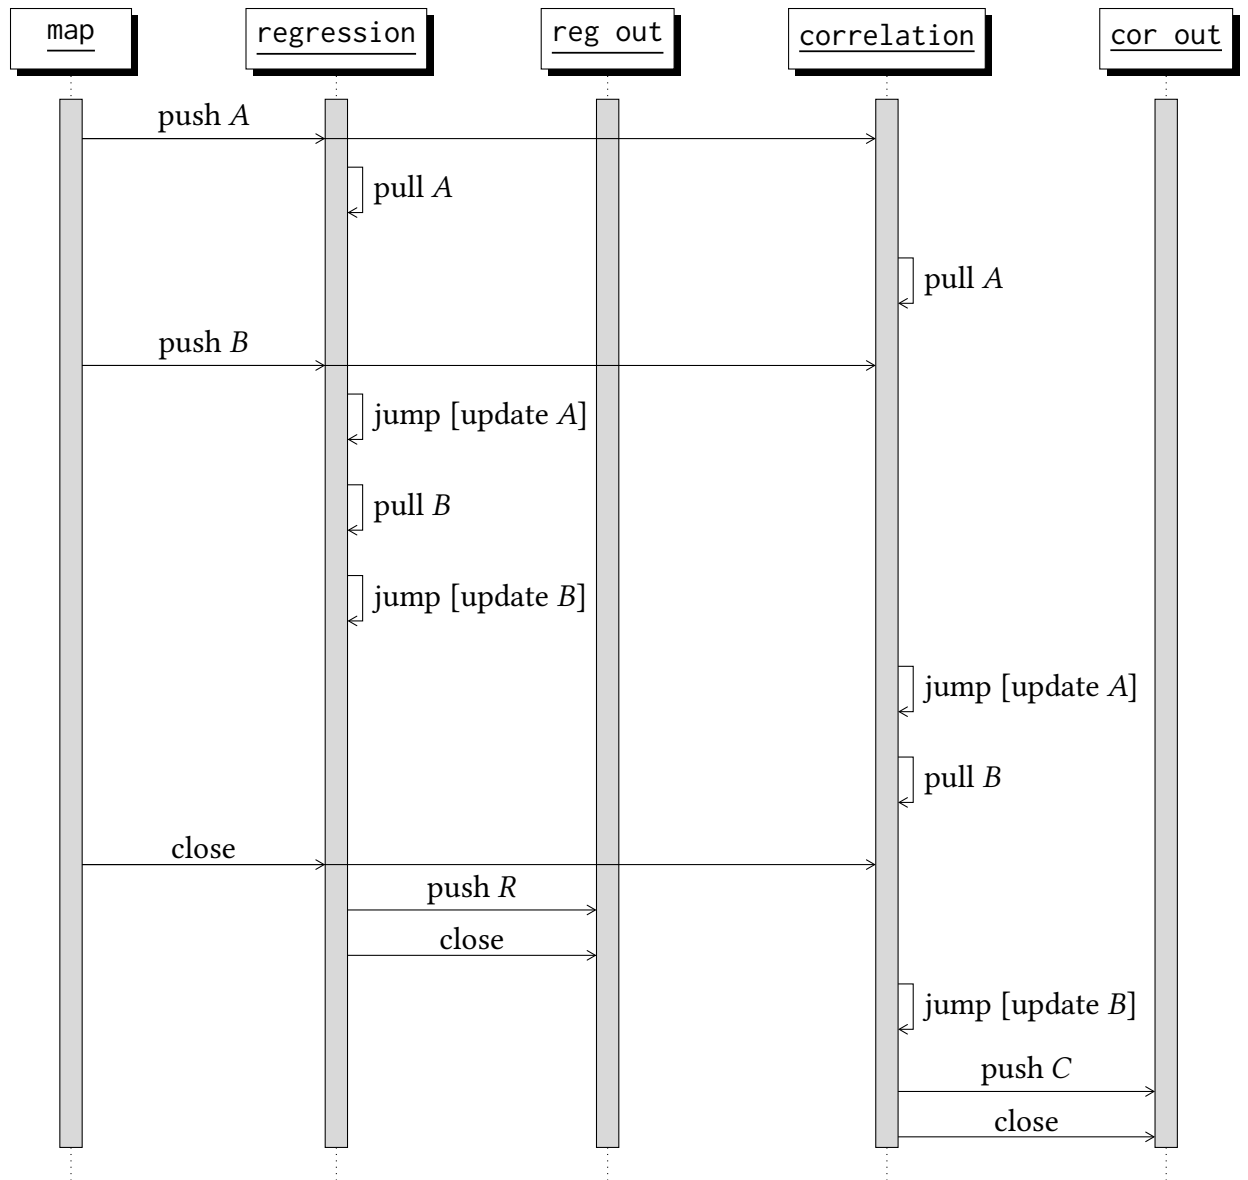 map
regression
reg out
correlation
cor out
push A
pull A
pull A
push B
jump [update A]
pull B
jump [update B]
jump [update A]
pull B
close
push R
close
jump [update B]
push C
close